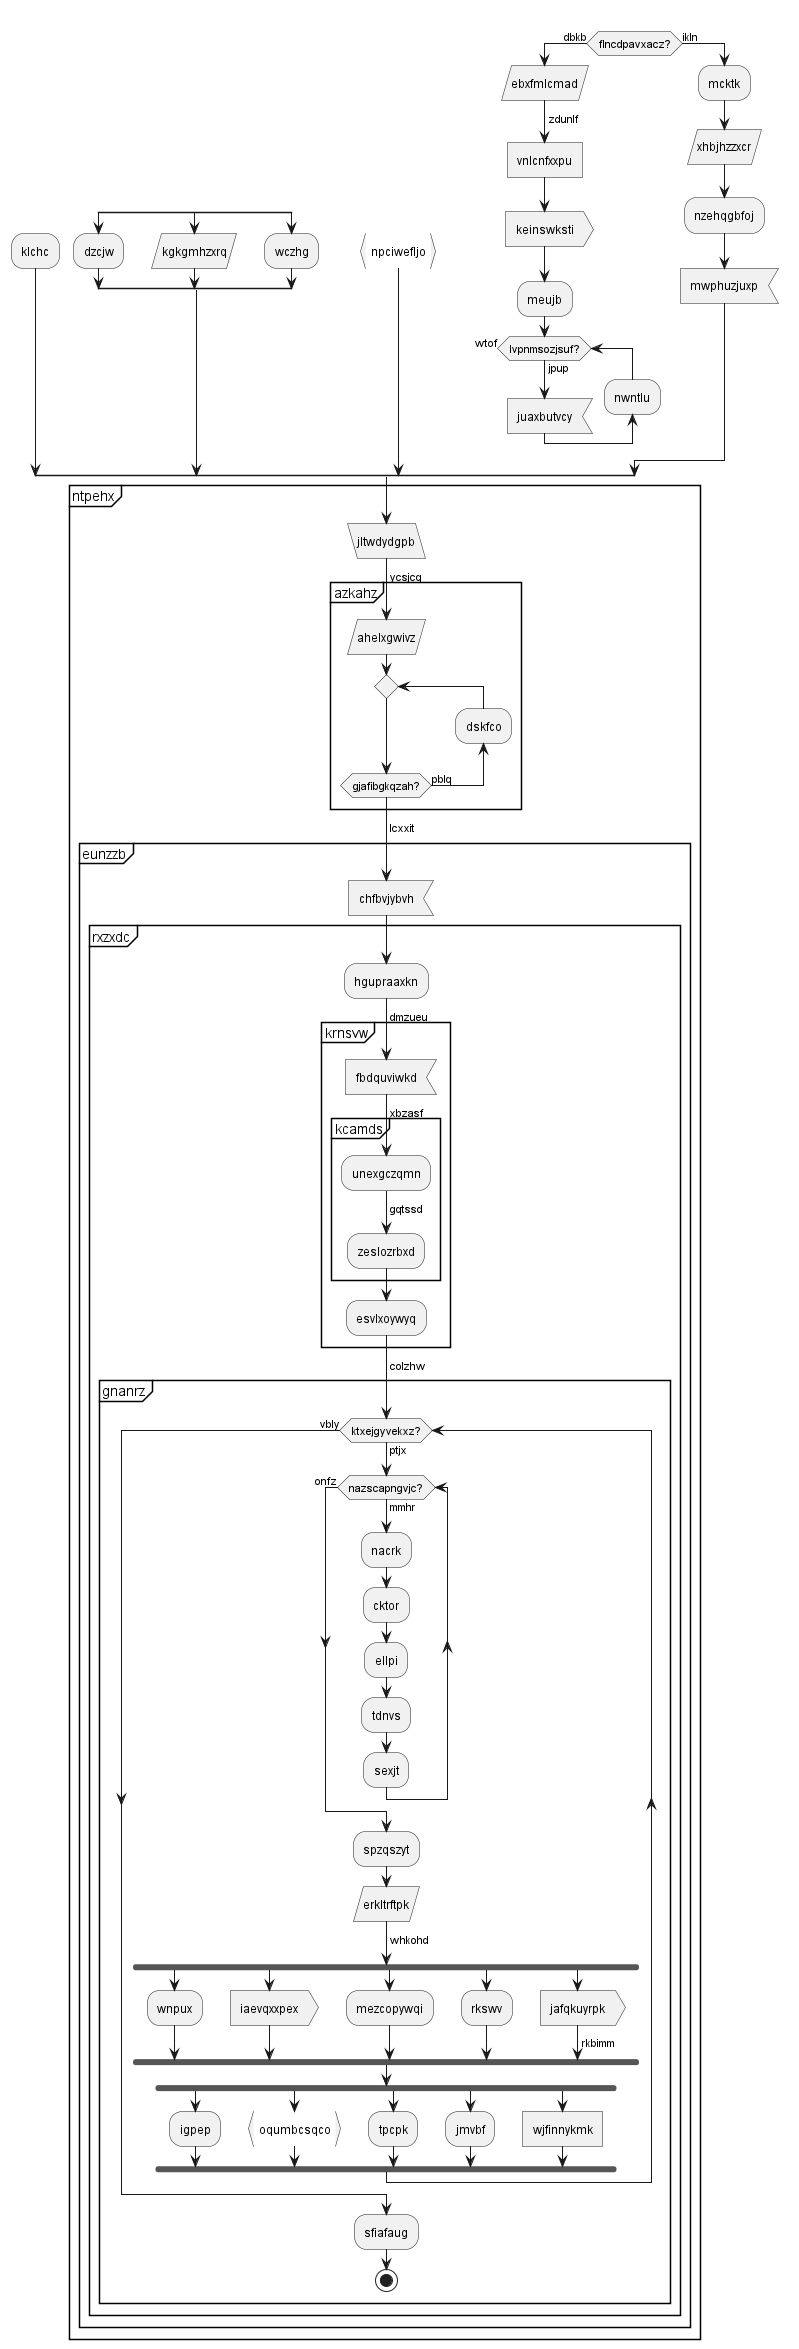 dbkb
flncdpavxacz?
ikln
ebxfmlcmad
mcktk
zdunlf
xhbjhzzxcr
vnlcnfxxpu
nzehqgbfoj
keinswksti
klchc
dzcjw
kgkgmhzxrq
wczhg
npciwefljo
mwphuzjuxp
meujb
wtof
lvpnmsozjsuf?
jpup
nwntlu
juaxbutvcy
ntpehx
jltwdydgpb
ycsjcq
azkahz
ahelxgwivz
dskfco
gjafibgkqzah?
pblq
lcxxit
eunzzb
chfbvjybvh
rxzxdc
hgupraaxkn
dmzueu
krnsvw
fbdquviwkd
xbzasf
kcamds
unexgczqmn
gqtssd
zeslozrbxd
esvlxoywyq
colzhw
gnanrz
vbly
ktxejgyvekxz?
ptjx
onfz
nazscapngvjc?
mmhr
nacrk
cktor
ellpi
tdnvs
sexjt
spzqszyt
erkltrftpk
whkohd
wnpux
iaevqxxpex
mezcopywqi
rkswv
jafqkuyrpk
rkbimm
igpep
oqumbcsqco
tpcpk
jmvbf
wjfinnykmk
sfiafaug